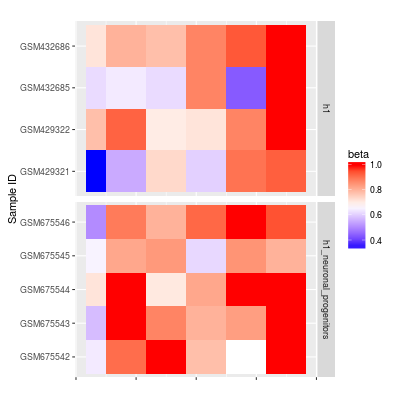 GSM432686
GSM432685
GSM429322
GSM429321
h1
GSM675546
GSM675545
GSM675544
GSM675543
GSM675542
h1_neuronal_progenitors
Sample ID
beta
1.0
0.8
0.6
0.4